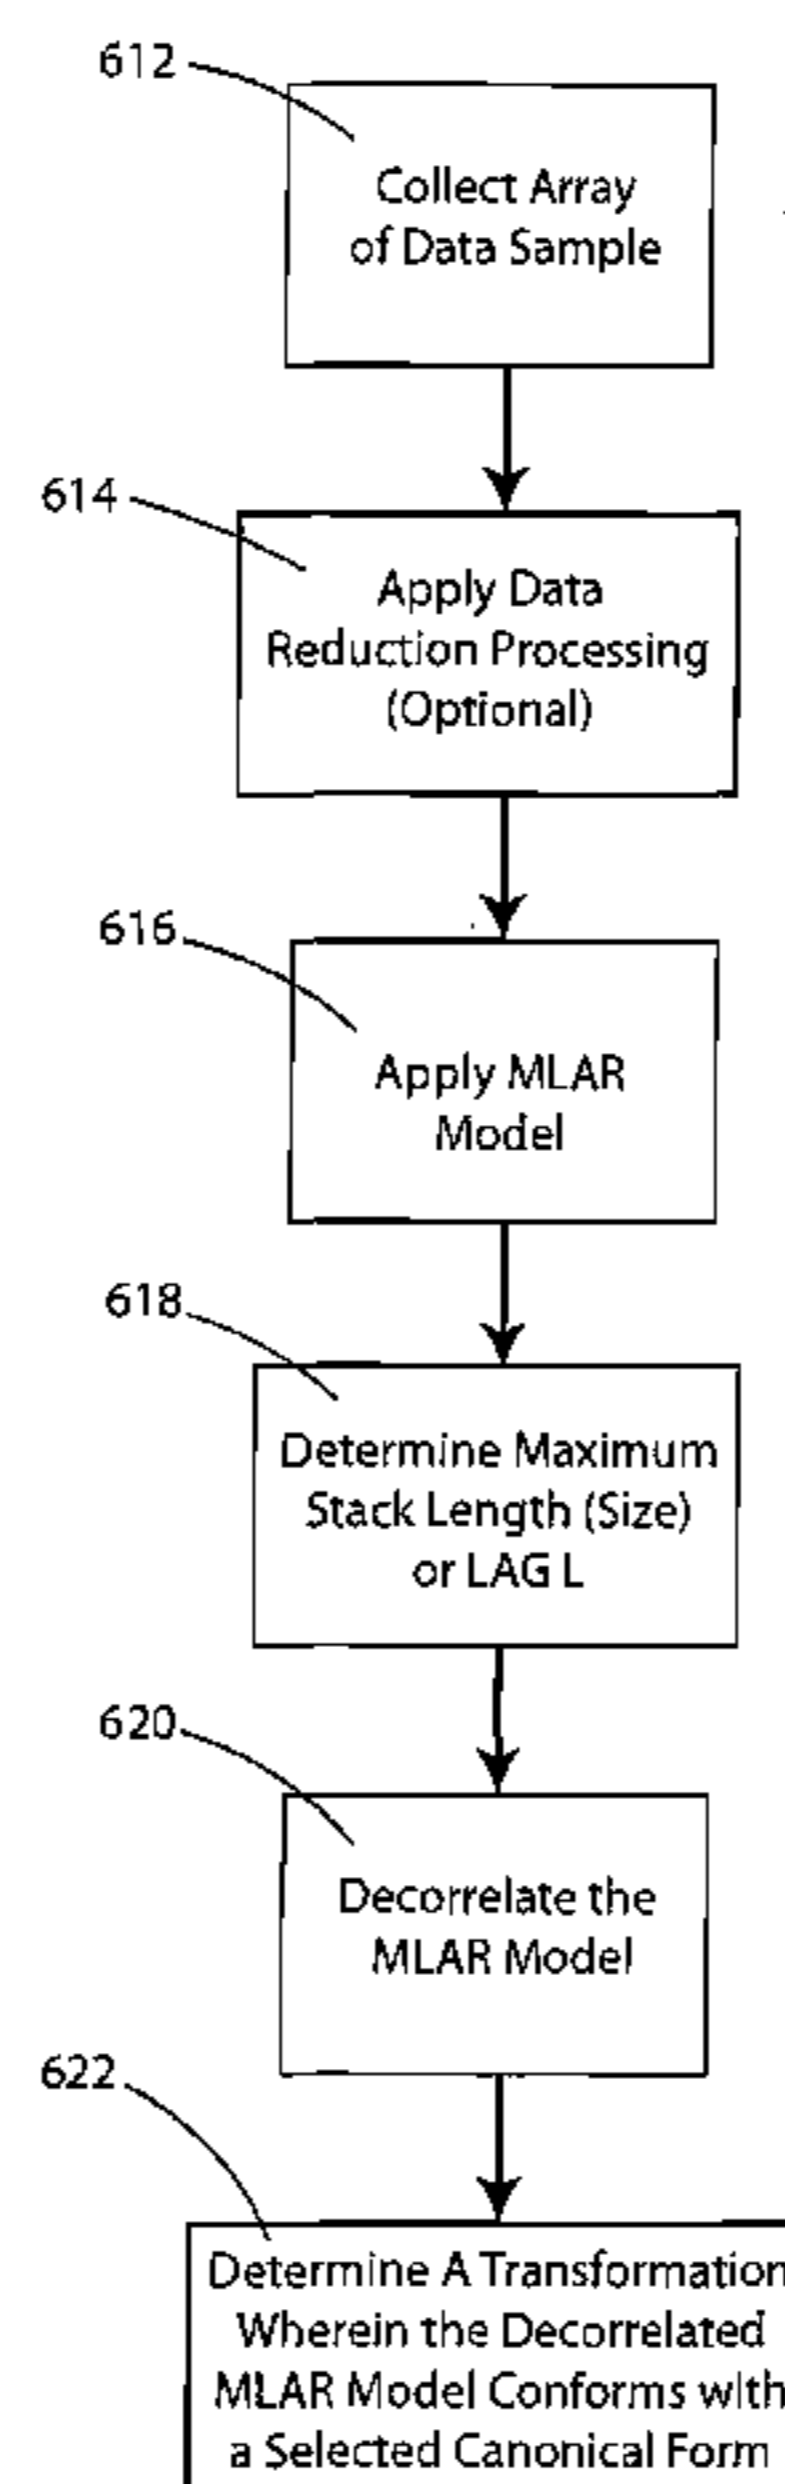 612
Collect Array
of Data Sample
614
Apply Data
Reduction Processing
(Optional)
616
Apply MLAR
Model
618
Determine Maximum
Stack Length (Size)
or LAG L
620
Decorrelate the
MLAR Model
622
Determine A Transformation
Wherein the Decorrelated
MLAR Model Conforms with
a Selected Canonical Form